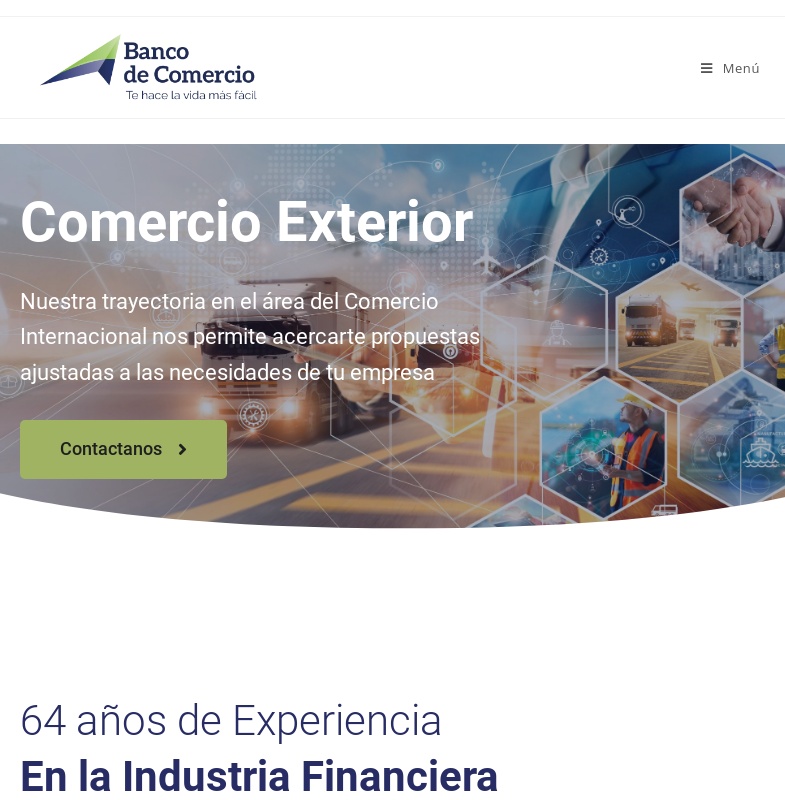 Banco
de Comercio
Te hace la vida más fácil
Menú
Comercio Exterior
Nuestra trayectoria en el área del Comercio
Internacional nos permite acercarte propuestas
ajustadas a las necesidades de tu empresa
Contactanos
64 años de Experiencia
En la Industria Financiera